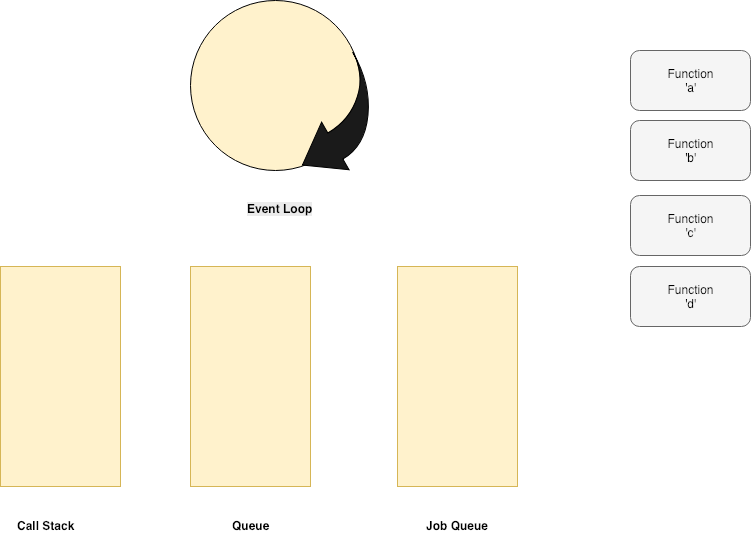 Function
'a'
Function
'b'
Function
'c'
Function
'd'
Event Loop
Call Stack
Queue
Job Queue